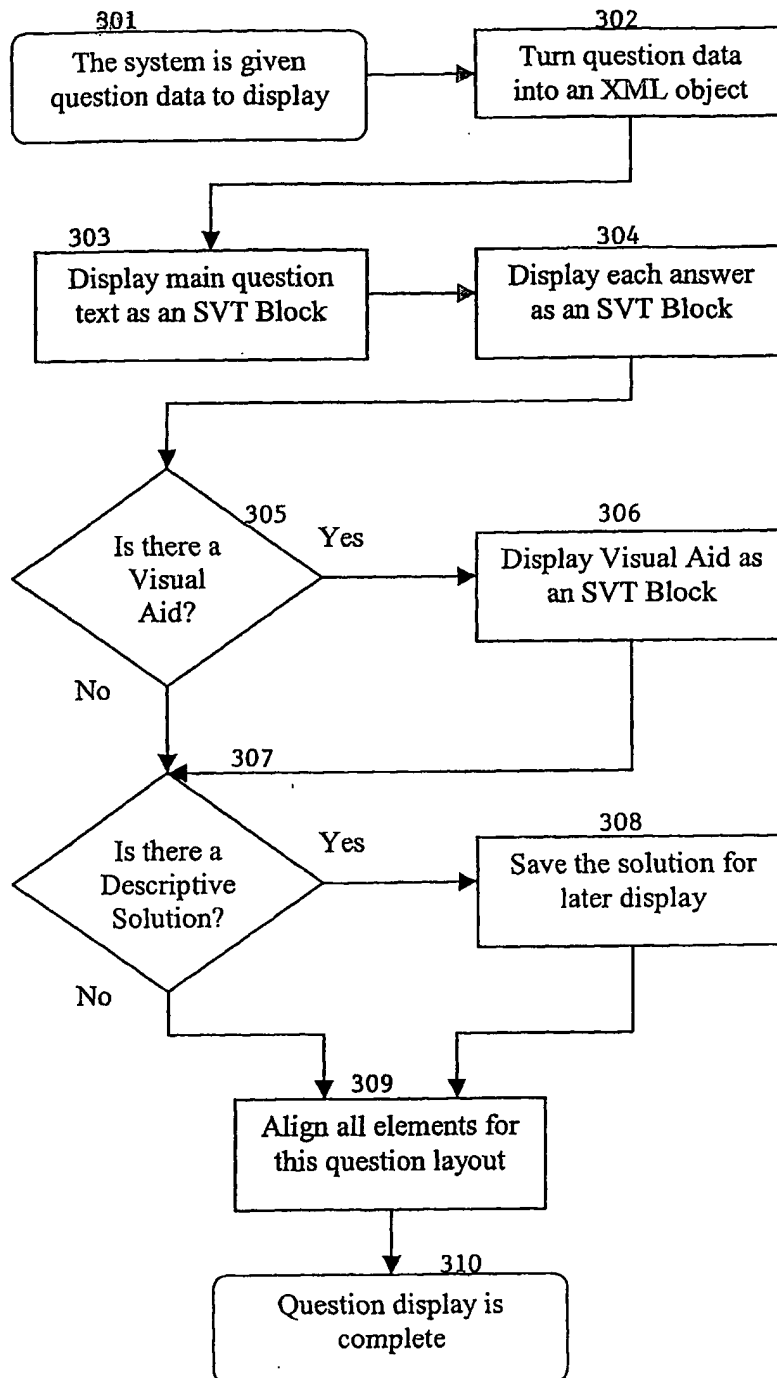 301
The system is given
question data to display
302
Turn question data
into an XML object
303
Display main question
text as an SVT Block
304
Display each answer
as an SVT Block
305
Is there a
Visual
Aid?
Yes
No
306
Display Visual Aid as
an SVT Block
307
Is there a
Descriptive
Solution?
Yes
No
308
Save the solution for
later display
309
Align all elements for
this question layout
310
Question display is
complete